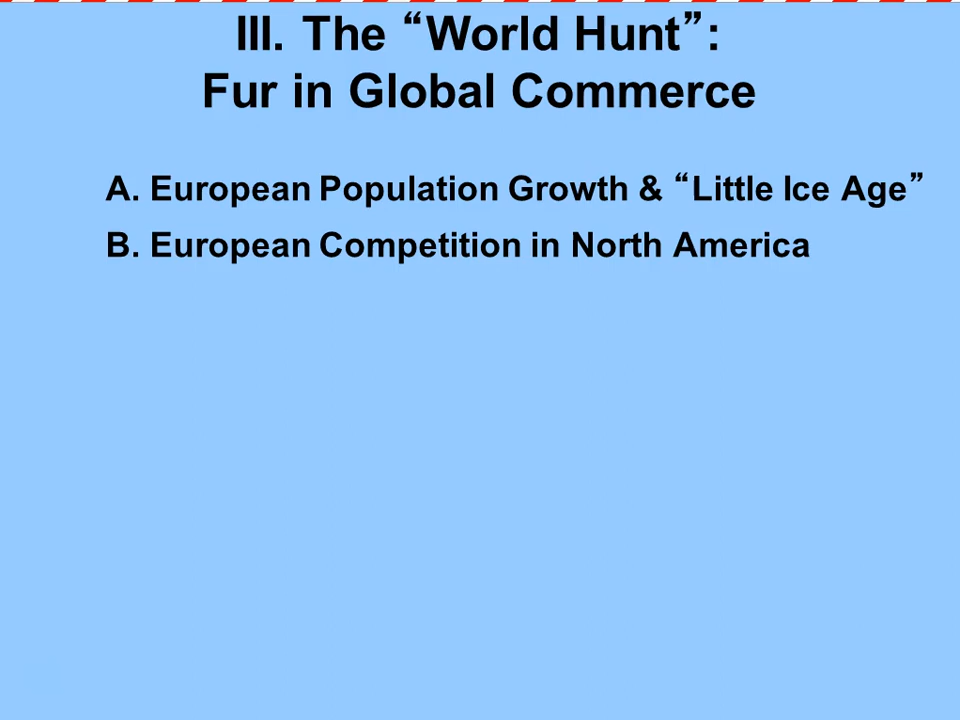 III. The “World Hunt”:
Fur in Global Commerce
A. European Population Growth & “Little Ice Age”
B. European Competition in North America